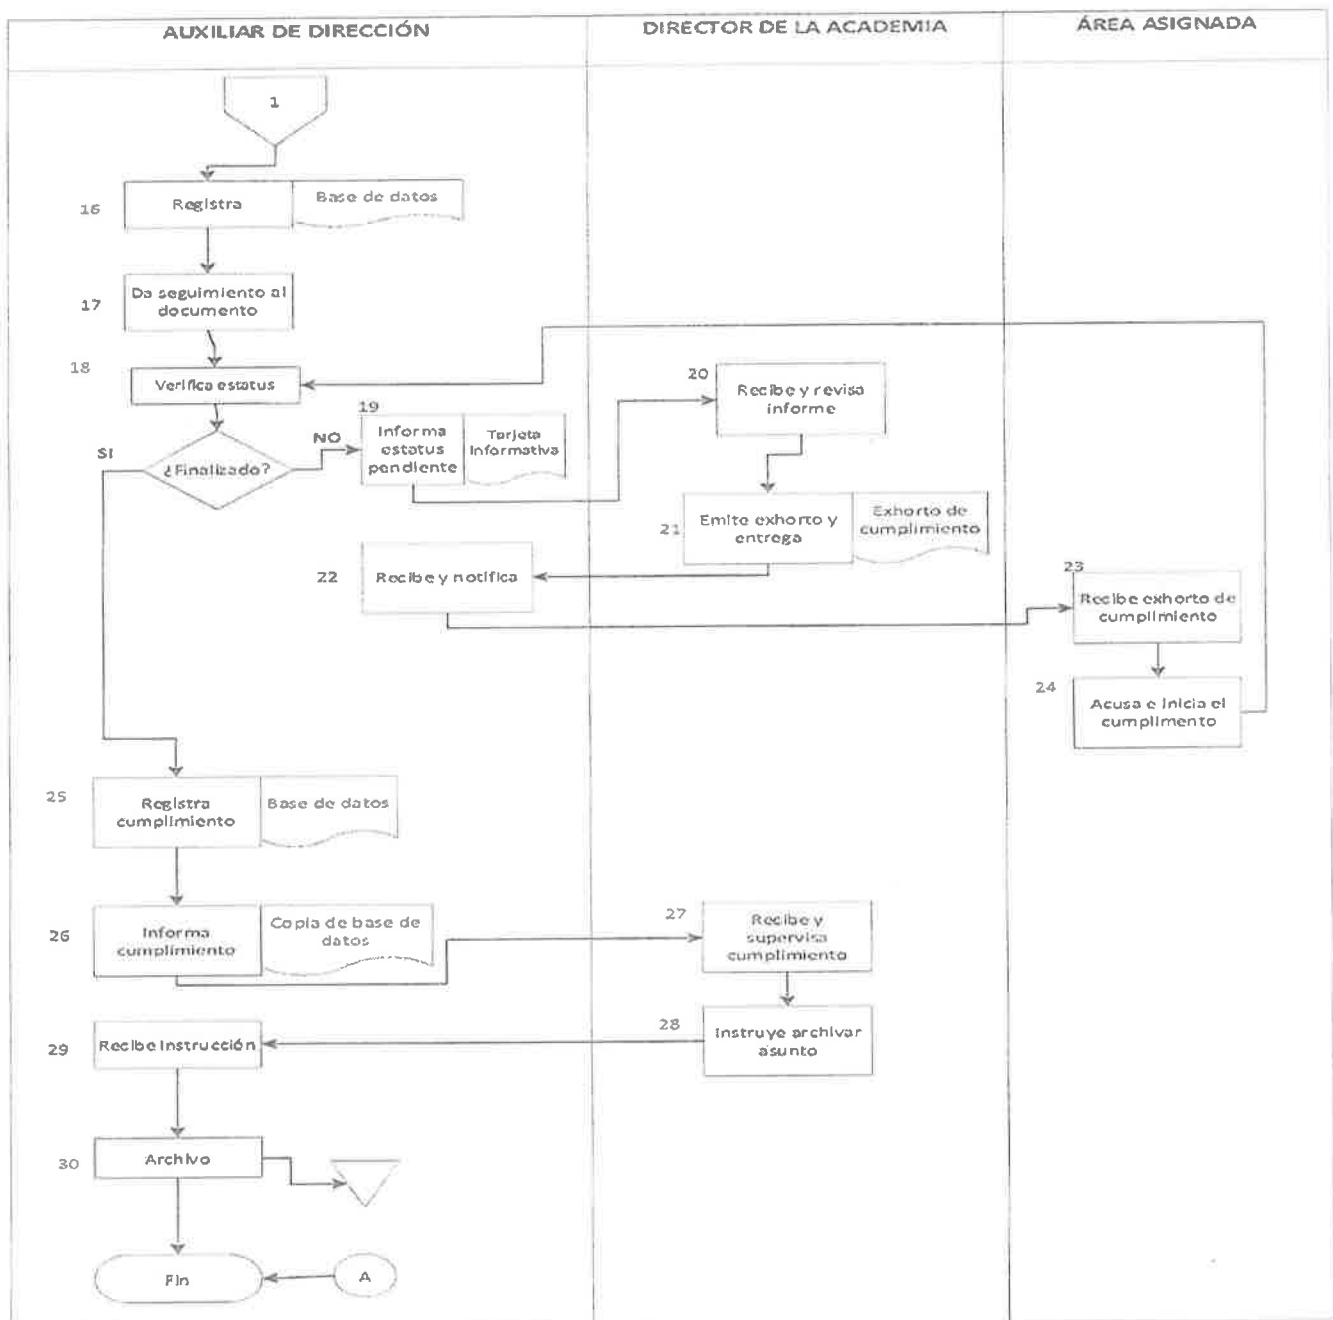 AUXILIAR DE DIRECCIÓN
DIRECTOR DE LA ACADEMIA
ÁREA ASIGNADA
1
16
Registra
Base de datos
17
Da seguimiento al
documento
18
Verifica estatus
¿Finalizado?
SI
NO
19
Informa
estatus
pendiente
Tarjeta
Informativa
20
Recibe y revisa
informe
21
Emite exhorto y
entrega
Exhorto de
cumplimiento
22
Recibe y notifica
23
Recibe exhorto de
cumplimiento
24
Acusa e inicia el
cumplimento
25
Registra
cumplimiento
Base de datos
26
Informa
cumplimiento
Copia de base de
datos
27
Recibe y
supervisa
cumplimiento
28
Instruye archivar
asunto
29
Recibe Instrucción
30
Archivo
Fin
A